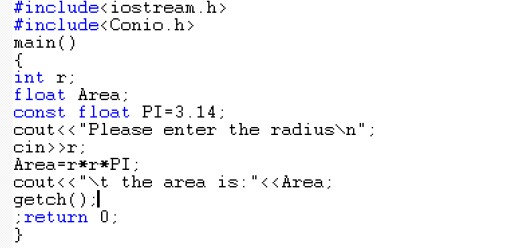 #include<iostream.h>
#include<Conio.h>
main()
{
int r;
float Area;
const float PI=3.14;
cout<<"Please enter the radius\n";
cin>>r;
Area=r*r*PI;
cout<<"\t the area is:"<<Area;
getch();
;return 0;
}